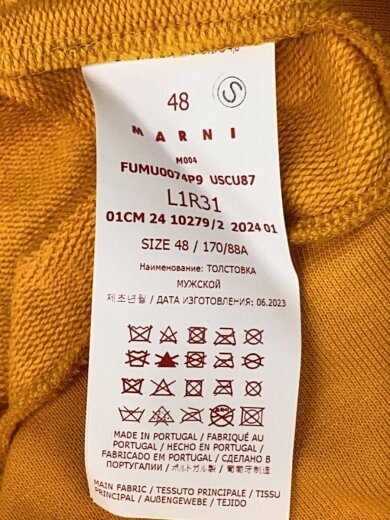 48 S
MARNI
M004
FUMU0074P9 USCU87
L1R31
01CM 24 10279/2 2024 01
SIZE 48 / 170/88A
Наименование: ТОЛСТОВКА
МУЖСКОЙ
제조년월 / ДАТА ИЗГОТОВЛЕНИЯ: 06.2023
MADE IN PORTUGAL / FABRIQUÉ AU
PORTUGAL / HECHO EN PORTUGAL /
FABRICADO EM PORTUGAL / СДЕЛАНО В
ПОРТУГАЛИИ / ポルトガル製 / 葡萄牙制造
MAIN FABRIC / TESSUTO PRINCIPALE / TISSU
PRINCIPAL / AUßENGEWEBE / TEJIDO